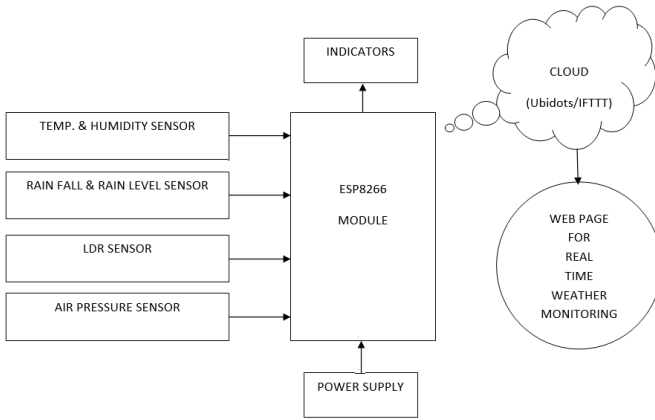 INDICATORS
CLOUD
(Ubidots/IFTTT)
TEMP. & HUMIDITY SENSOR
RAIN FALL & RAIN LEVEL SENSOR
LDR SENSOR
AIR PRESSURE SENSOR
ESP8266
MODULE
WEB PAGE
FOR
REAL
TIME
WEATHER
MONITORING
POWER SUPPLY